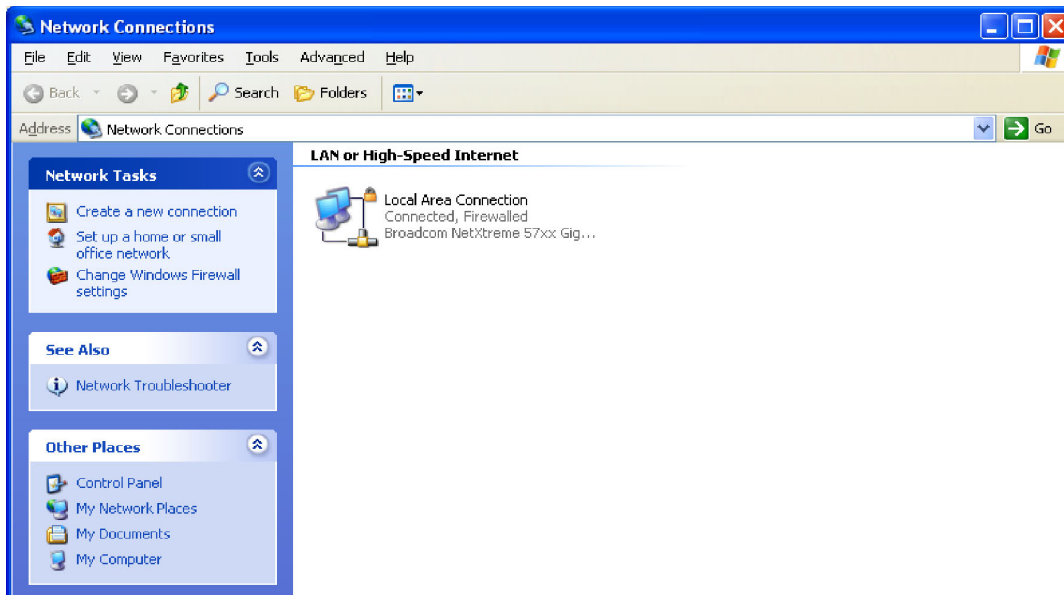 Network Connections
File Edit View Favorites Tools Advanced Help
Back Search Folders
Address Network Connections Go
Network Tasks
Create a new connection
Set up a home or small
office network
Change Windows Firewall
settings
See Also
Network Troubleshooter
Other Places
Control Panel
My Network Places
My Documents
My Computer
LAN or High-Speed Internet
Local Area Connection
Connected, Firewalled
Broadcom NetXtreme 57xx Gig...